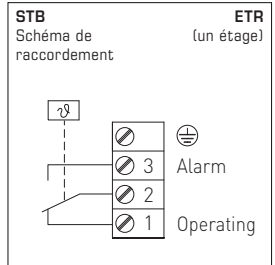 STB ETR
Schéma de (un étage)
raccordement
ϑ
3 Alarm
2
1 Operating